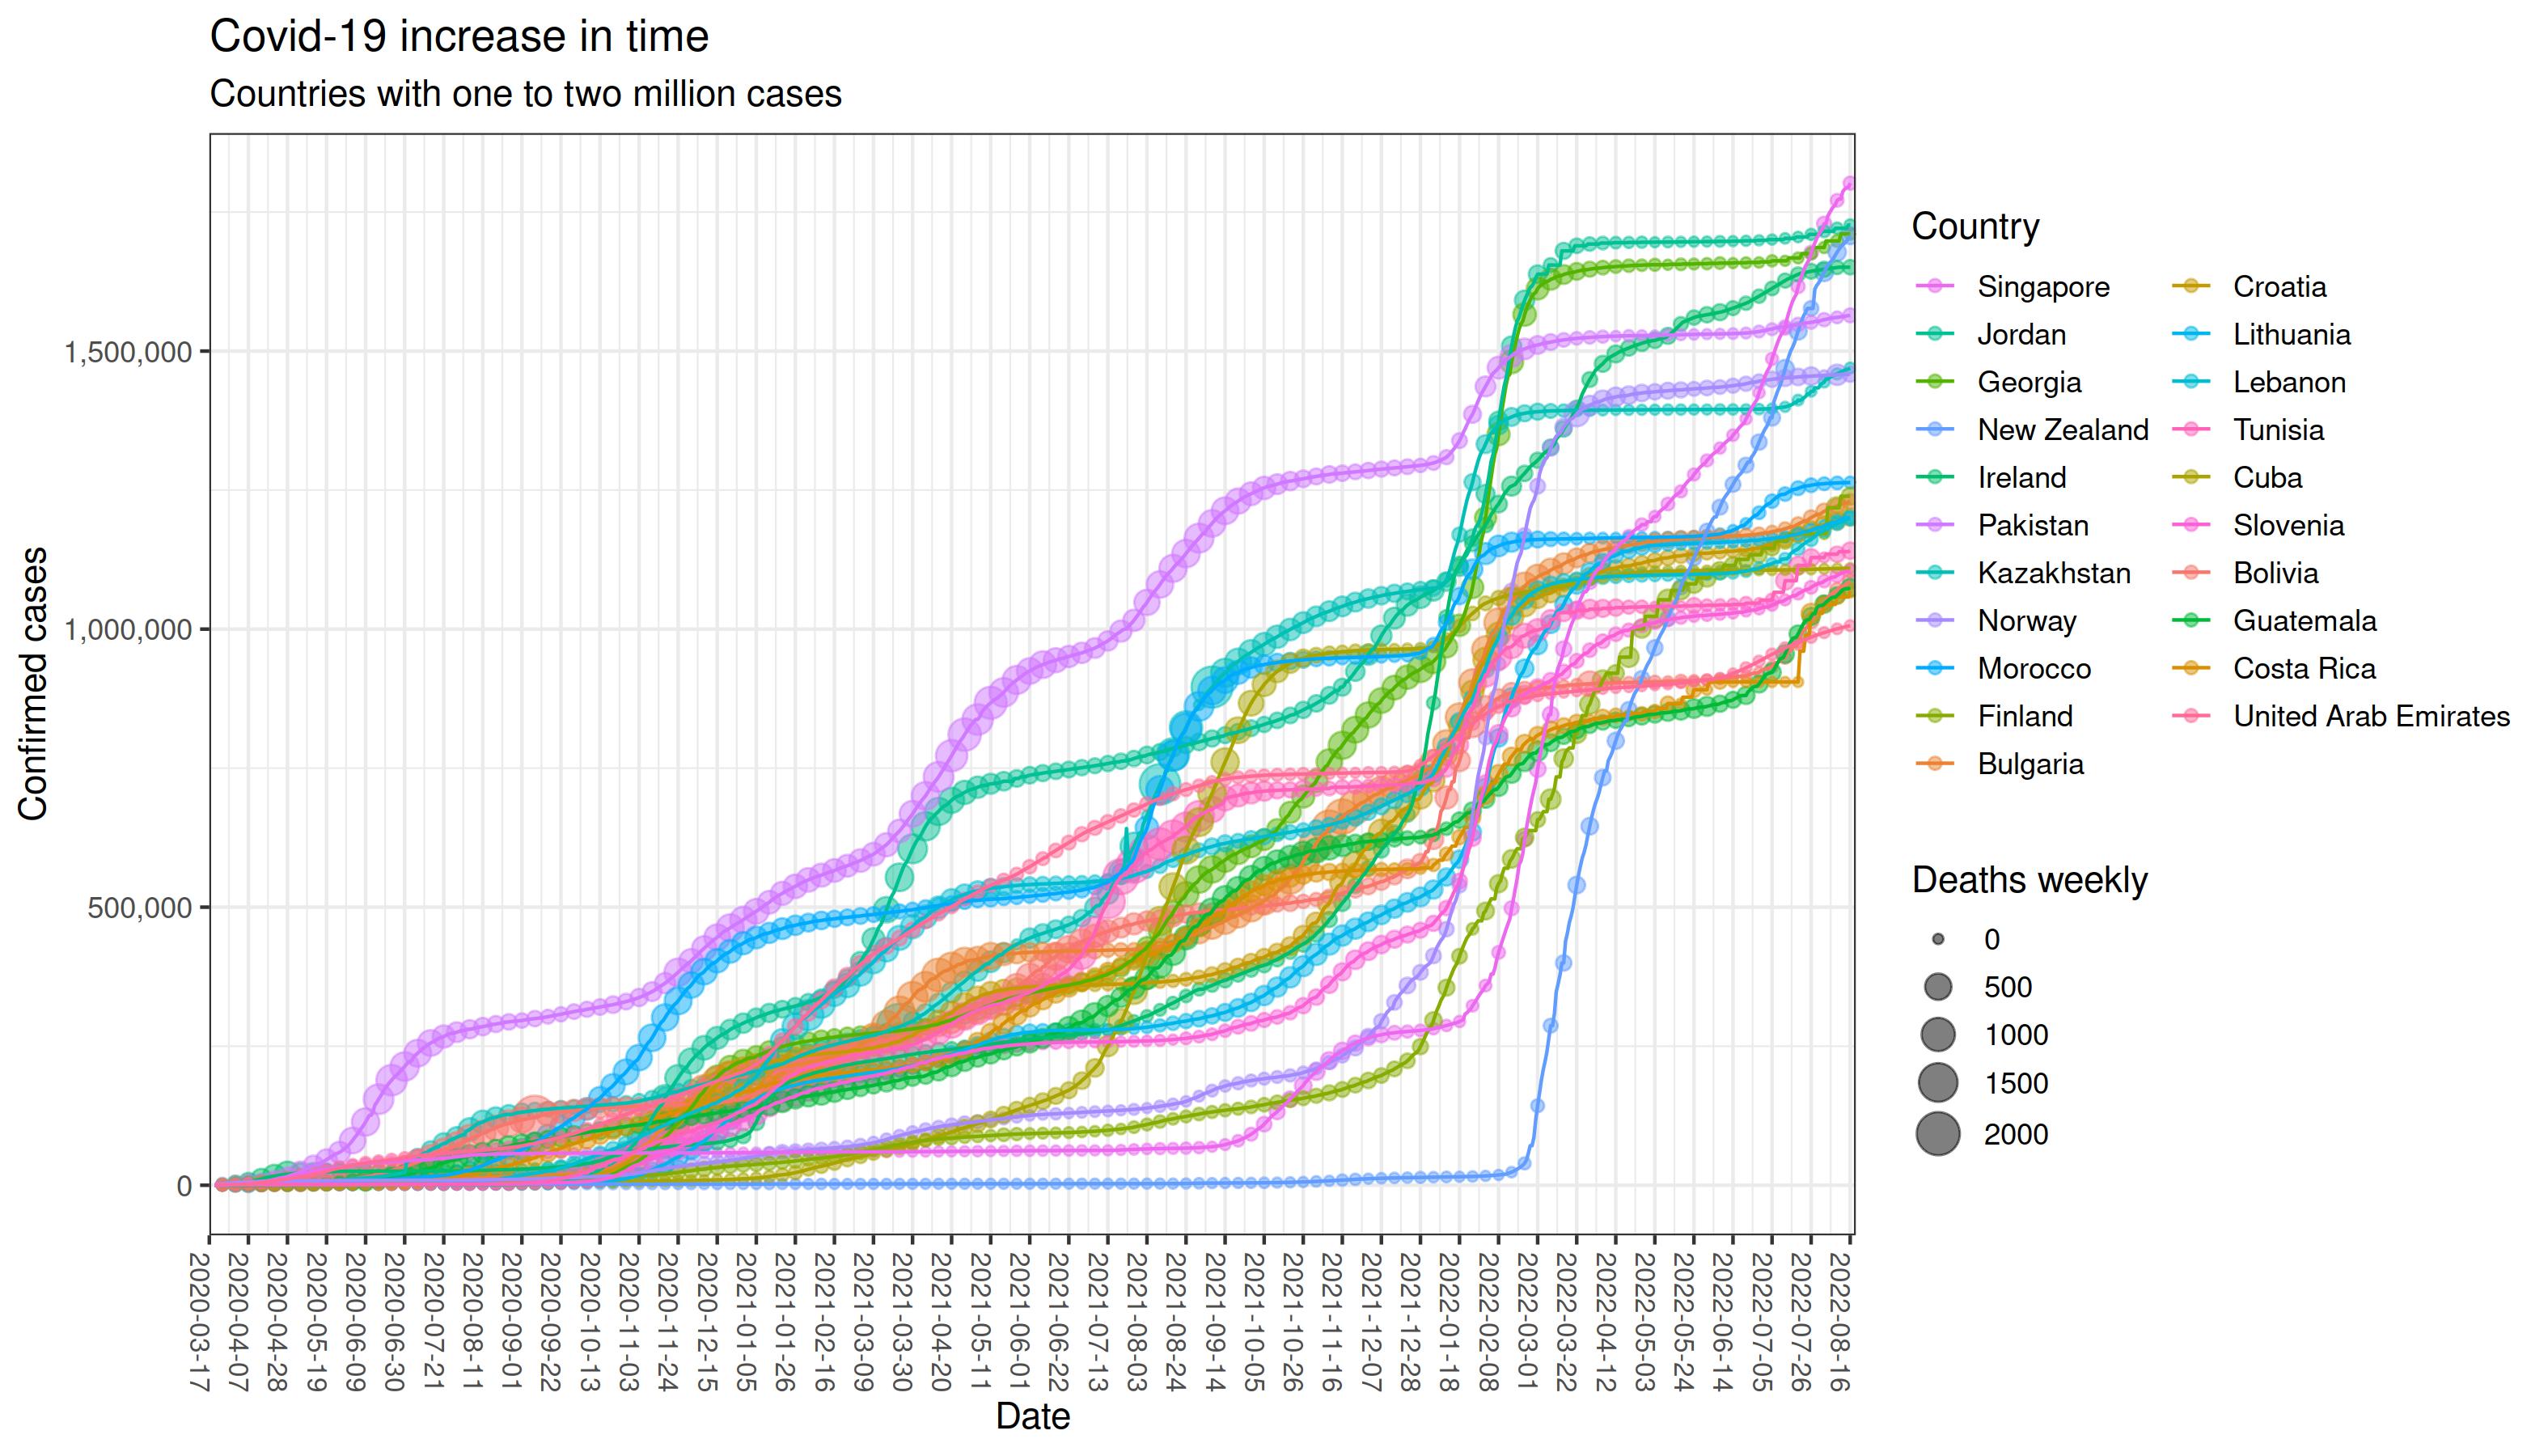 Covid-19 increase in time
Countries with one to two million cases
Confirmed cases
1,500,000
1,000,000
500,000
0
2020-03-17
2020-04-07
2020-04-28
2020-05-19
2020-06-09
2020-06-30
2020-07-21
2020-08-11
2020-09-01
2020-09-22
2020-10-13
2020-11-03
2020-11-24
2020-12-15
2021-01-05
2021-01-26
2021-02-16
2021-03-09
2021-03-30
2021-04-20
2021-05-11
2021-06-01
2021-06-22
2021-07-13
2021-08-03
2021-08-24
2021-09-14
2021-10-05
2021-10-26
2021-11-16
2021-12-07
2021-12-28
2022-01-18
2022-02-08
2022-03-01
2022-03-22
2022-04-12
2022-05-03
2022-05-24
2022-06-14
2022-07-05
2022-07-26
2022-08-16
Date
Country
Singapore
Jordan
Georgia
New Zealand
Ireland
Pakistan
Kazakhstan
Norway
Morocco
Finland
Bulgaria
Croatia
Lithuania
Lebanon
Tunisia
Cuba
Slovenia
Bolivia
Guatemala
Costa Rica
United Arab Emirates
Deaths weekly
0
500
1000
1500
2000